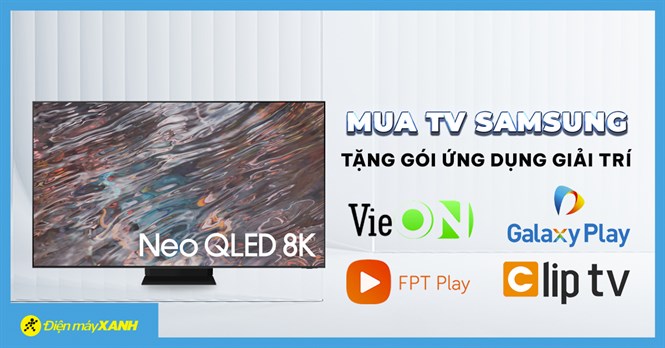 MUA TV SAMSUNG
TẶNG GÓI ỨNG DỤNG GIẢI TRÍ
VieON
Galaxy Play
FPT Play
Clip tv
Neo QLED 8K
Điện máy XANH